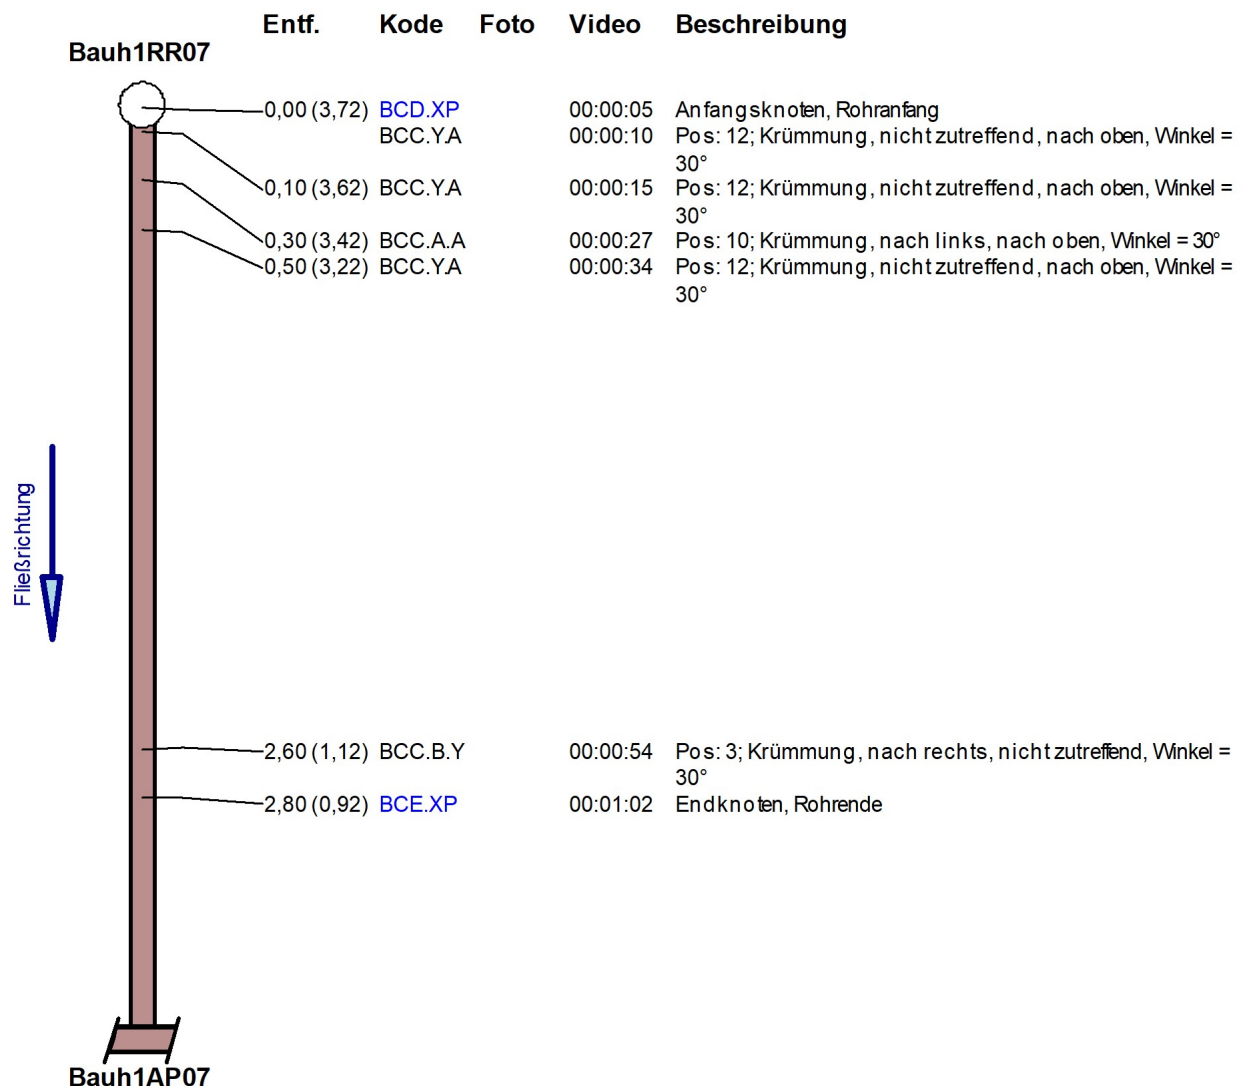 Entf. Kode Foto Video Beschreibung
Bauh1RR07
0,00 (3,72) BCD.XP 00:00:05 Anfangsknoten, Rohranfang
BCC.Y.A 00:00:10 Pos: 12; Krümmung, nicht zutreffend, nach oben, Winkel =
30°
0,10 (3,62) BCC.Y.A 00:00:15 Pos: 12; Krümmung, nicht zutreffend, nach oben, Winkel =
30°
0,30 (3,42) BCC.A.A 00:00:27 Pos: 10; Krümmung, nach links, nach oben, Winkel = 30°
0,50 (3,22) BCC.Y.A 00:00:34 Pos: 12; Krümmung, nicht zutreffend, nach oben, Winkel =
30°
Fließrichtung
2,60 (1,12) BCC.B.Y 00:00:54 Pos: 3; Krümmung, nach rechts, nicht zutreffend, Winkel =
30°
2,80 (0,92) BCE.XP 00:01:02 Endknoten, Rohrende
Bauh1AP07